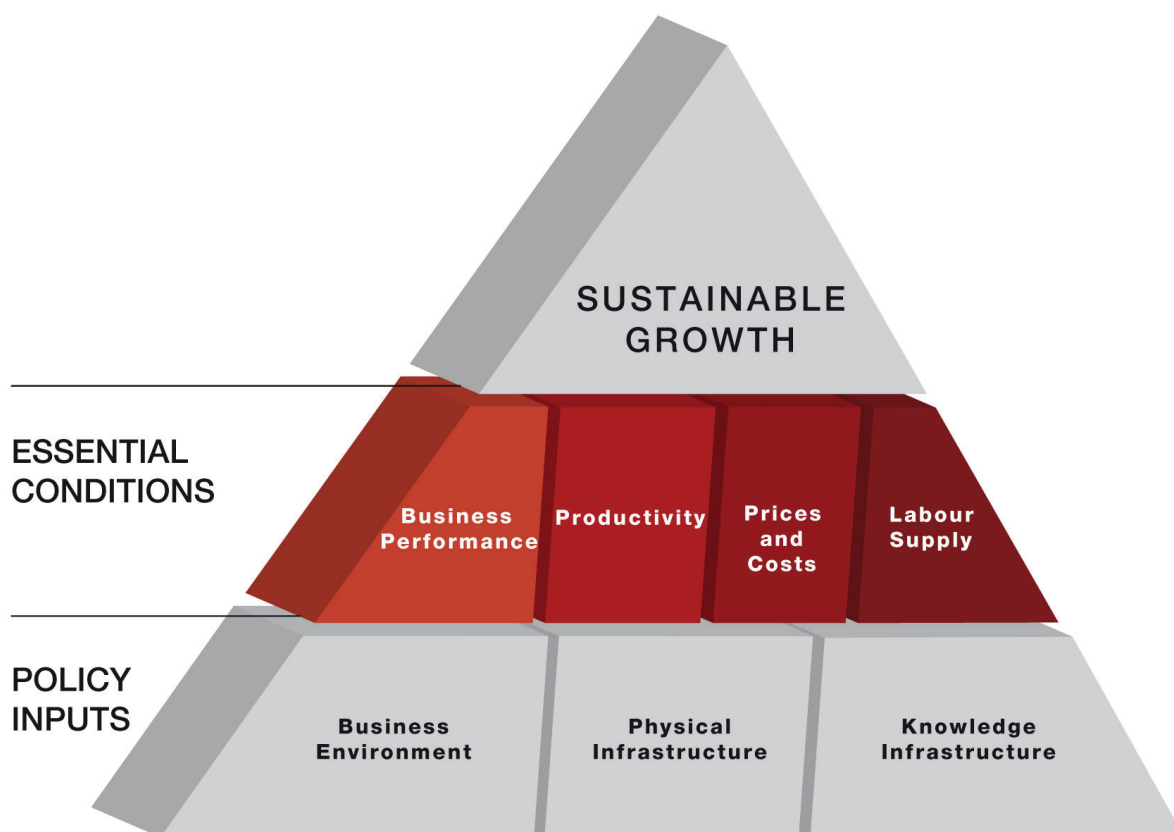 SUSTAINABLE
GROWTH
ESSENTIAL
CONDITIONS
Business
Performance
Productivity
Prices
and
Costs
Labour
Supply
POLICY
INPUTS
Business
Environment
Physical
Infrastructure
Knowledge
Infrastructure